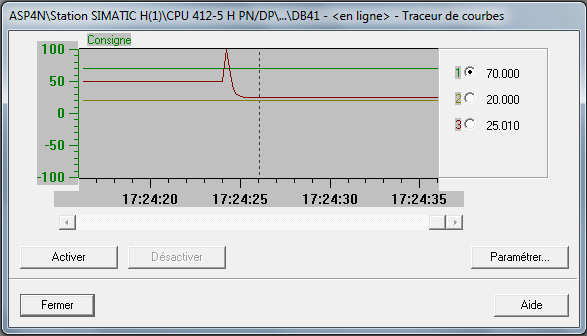 ASP4N\Station SIMATIC H(1)\CPU 412-5 H PN/DP\...\DB41 - <en ligne> - Traceur de courbes
Consigne
100
50
0
-50
-100
1 70.000
2 20.000
3 25.010
17:24:20 17:24:25 17:24:30 17:24:35
Activer Désactiver Paramétrer...
Fermer Aide